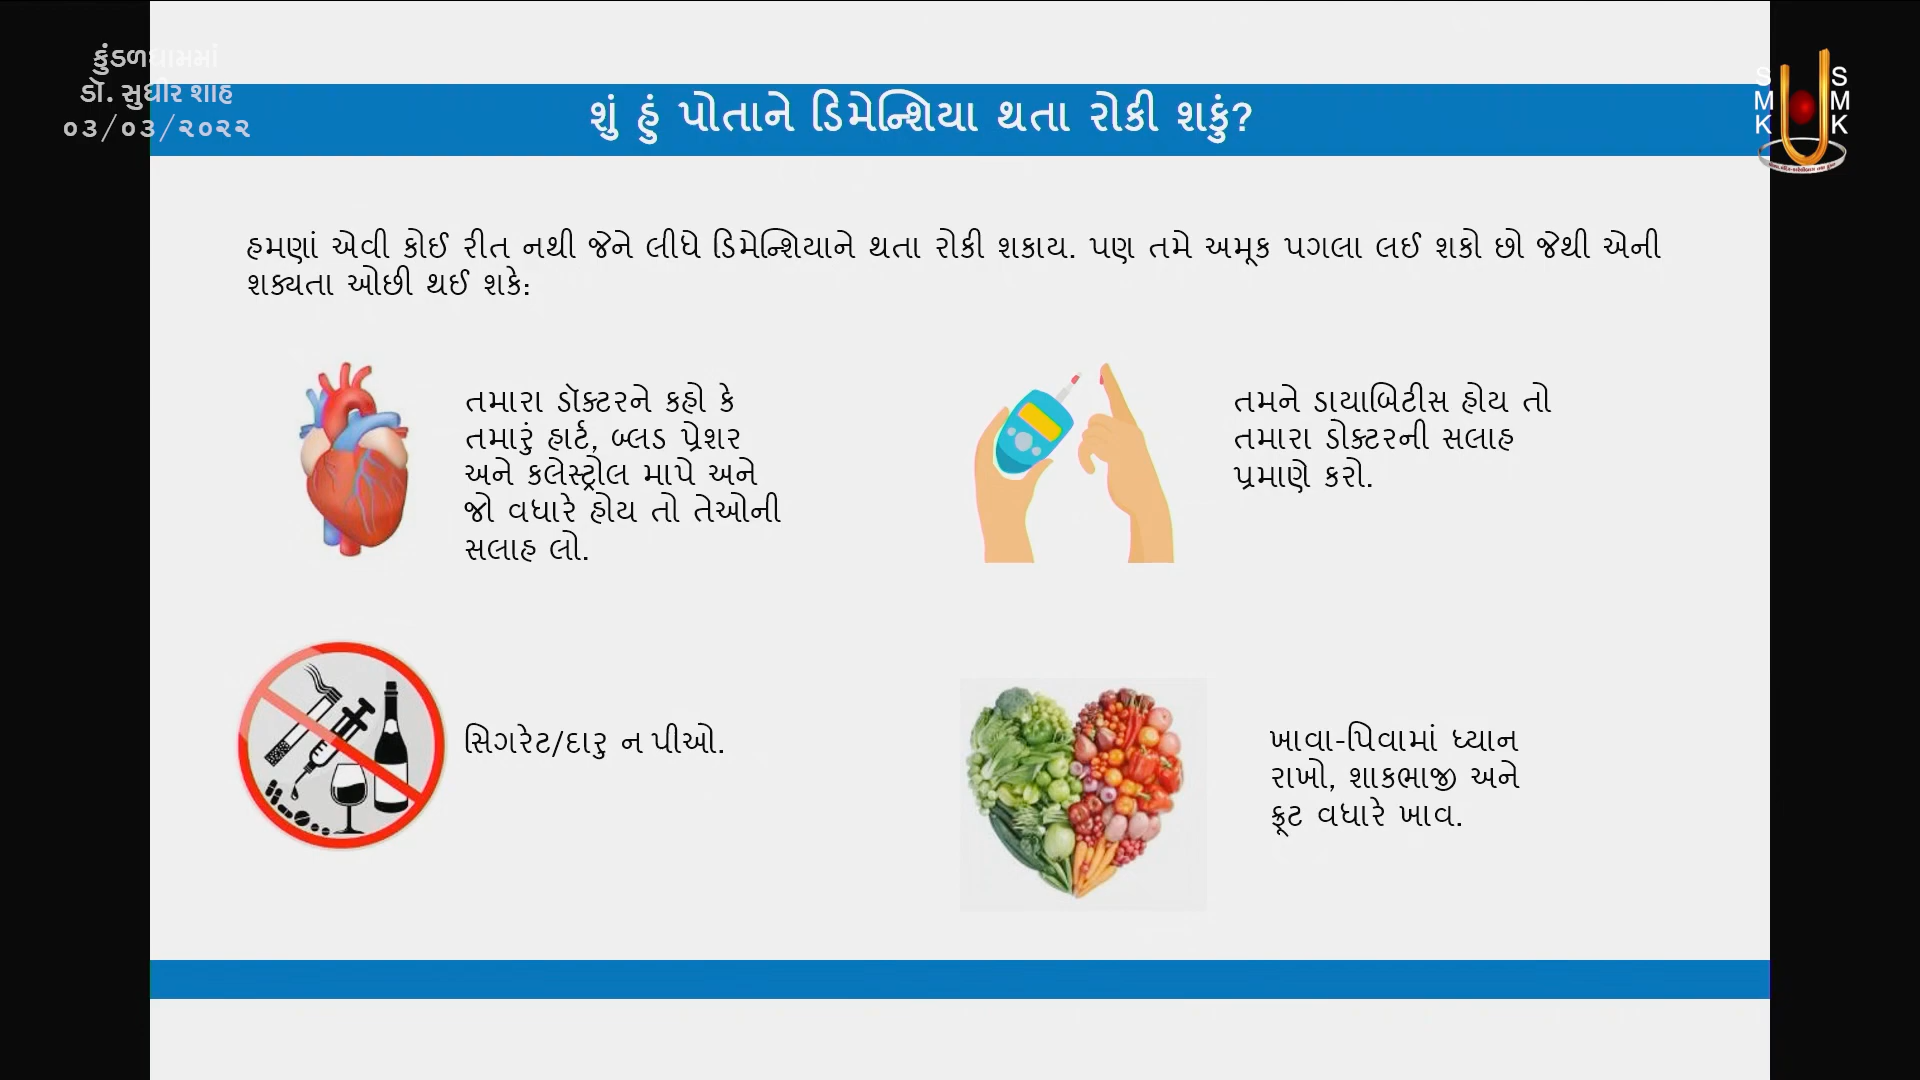 કુંડળધામમાં
ડૉ. સુધીર શાહ
૦૩/૦૩/૨૦૨૨
SMK
SMK
શું હું પોતાને ડિમેન્શિયા થતા રોકી શકું?
હમણાં એવી કોઈ રીત નથી જેને લીધે ડિમેન્શિયાને થતા રોકી શકાય. પણ તમે અમૂક પગલા લઈ શકો છો જેથી એની
શક્યતા ઓછી થઈ શકે:
તમારા ડૉક્ટરને કહો કે
તમારું હાર્ટ, બ્લડ પ્રેશર
અને કલેસ્ટ્રોલ માપે અને
જો વધારે હોય તો તેઓની
સલાહ લો.
તમને ડાયાબિટીસ હોય તો
તમારા ડોક્ટરની સલાહ
પ્રમાણે કરો.
સિગરેટ/દારુ ન પીઓ.
ખાવા-પિવામાં ધ્યાન
રાખો, શાકભાજી અને
ફ્રૂટ વધારે ખાવ.